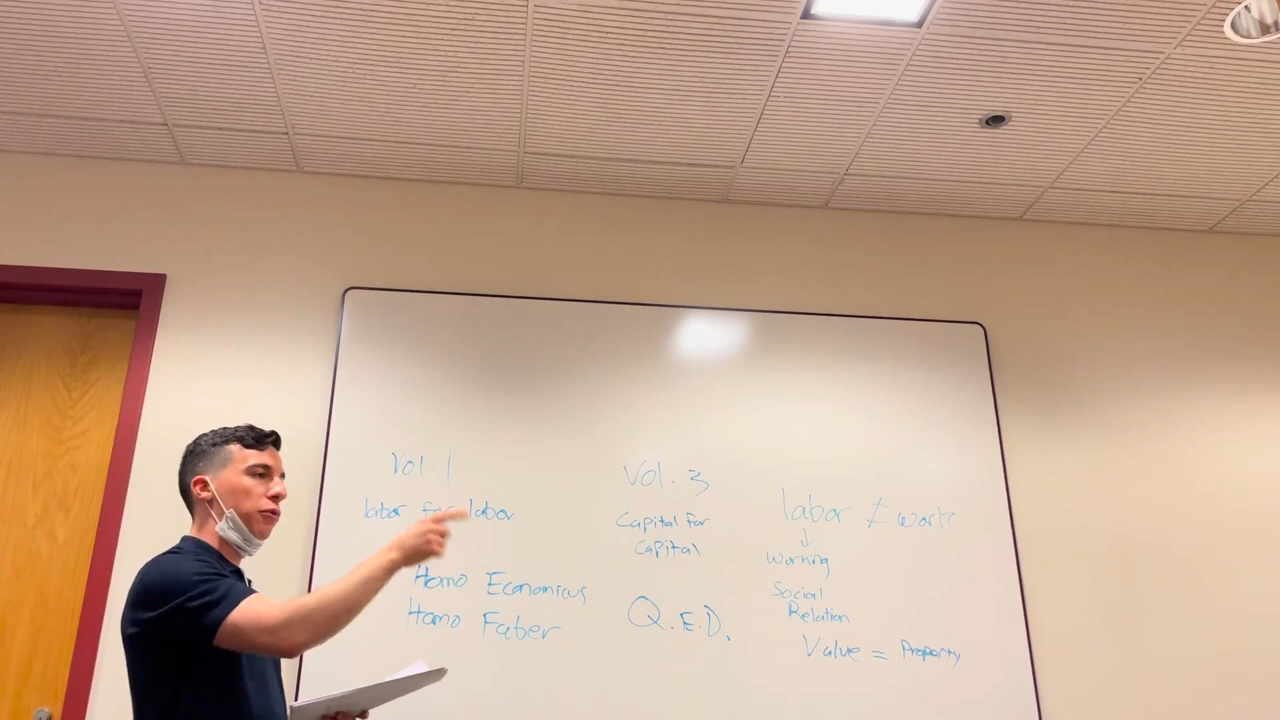 Vol. 1
labor for labor
Homo Economicus
Homo Faber
Vol. 3
Capital for
Capital
Q.E.D.
labor ≠ work
↓
Social
Relation
Value = Property